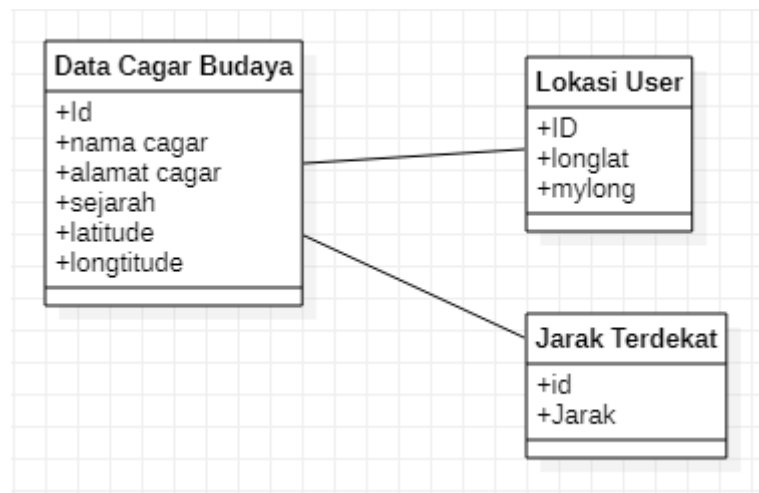 Data Cagar Budaya
+Id
+nama cagar
+alamat cagar
+sejarah
+latitude
+longtitude
Lokasi User
+ID
+longlat
+mylong
Jarak Terdekat
+id
+Jarak